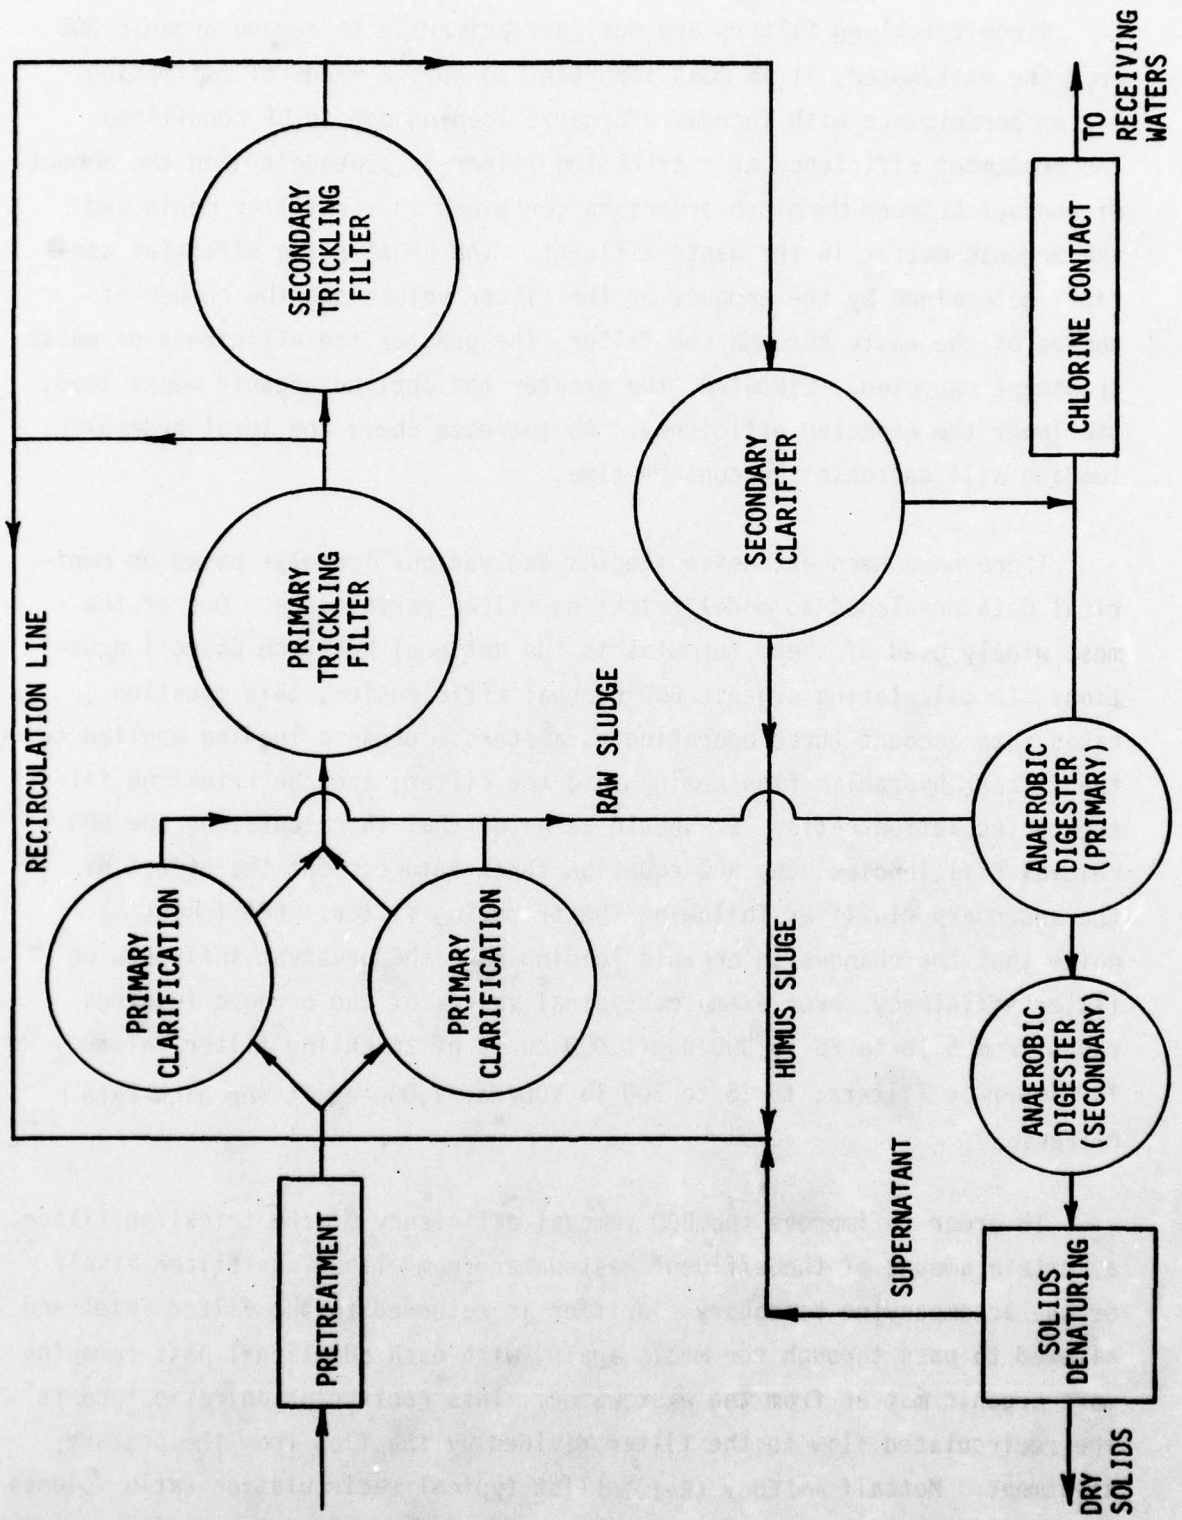 RECIRCULATION LINE
PRIMARY
CLARIFICATION
PRETREATMENT
PRIMARY
TRICKLING
FILTER
SECONDARY
TRICKLING
FILTER
PRIMARY
CLARIFICATION
RAW SUDGE
HUMUS SLUGE
SECONDARY
CLARIFIER
SUPERNATANT
DRY
SOLIDS
SOLIDS
DENATURING
ANAEROBIC
DIGESTER
(SECONDARY)
ANAEROBIC
DIGESTER
(PRIMARY)
CHLORINE CONTACT
TO
RECEIVING
WATERS